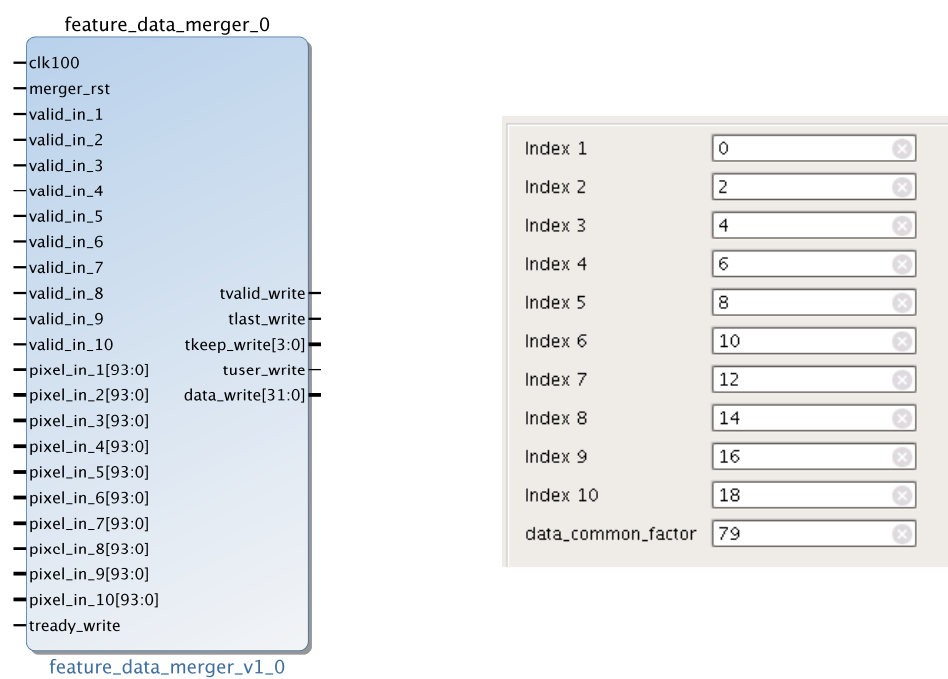 feature_data_merger_0
clk100
merger_rst
valid_in_1
valid_in_2
valid_in_3
valid_in_4
valid_in_5
valid_in_6
valid_in_7
valid_in_8
valid_in_9
valid_in_10
pixel_in_1[93:0]
pixel_in_2[93:0]
pixel_in_3[93:0]
pixel_in_4[93:0]
pixel_in_5[93:0]
pixel_in_6[93:0]
pixel_in_7[93:0]
pixel_in_8[93:0]
pixel_in_9[93:0]
pixel_in_10[93:0]
tready_write
tvalid_write
tlast_write
tkeep_write[3:0]
tuser_write
data_write[31:0]
feature_data_merger_v1_0
Index 1 0
Index 2 2
Index 3 4
Index 4 6
Index 5 8
Index 6 10
Index 7 12
Index 8 14
Index 9 16
Index 10 18
data_common_factor 79